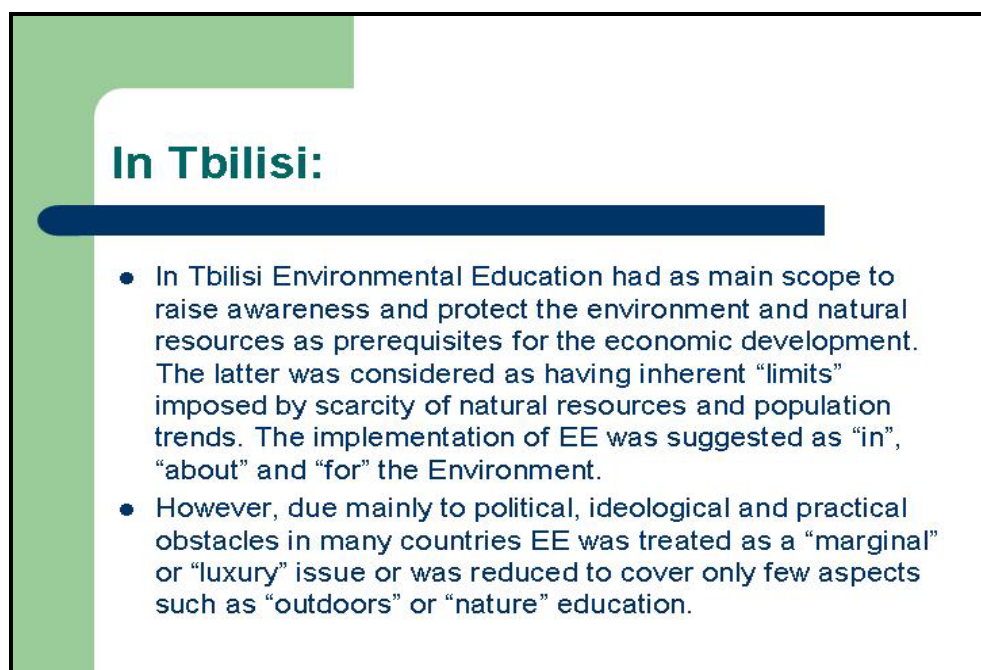 In Tbilisi:
● In Tbilisi Environmental Education had as main scope to
raise awareness and protect the environment and natural
resources as prerequisites for the economic development.
The latter was considered as having inherent “limits”
imposed by scarcity of natural resources and population
trends. The implementation of EE was suggested as “in”,
“about” and “for” the Environment.
● However, due mainly to political, ideological and practical
obstacles in many countries EE was treated as a “marginal”
or “luxury” issue or was reduced to cover only few aspects
such as “outdoors” or “nature” education.